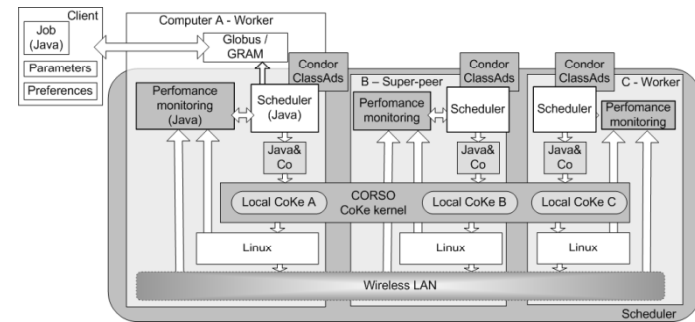 Client
Job
(Java)
Parameters
Preferences
Computer A - Worker
Globus /
GRAM
Condor
ClassAds
Perfomance
monitoring
(Java)
Scheduler
(Java)
Java&
Co
B – Super-peer
Condor
ClassAds
Perfomance
monitoring
Scheduler
Java&
Co
Condor
ClassAds
C - Worker
Scheduler
Perfomance
monitoring
Java&
Co
Local CoKe A
CORSO
CoKe kernel
Local CoKe B
Local CoKe C
Linux
Linux
Linux
Wireless LAN
Scheduler